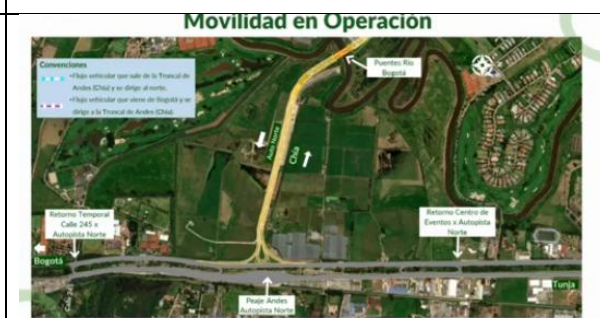 Movilidad en Operación
Convenciones
•Flujo vehicular que sale de la Troncal de
Andes (Chía) y se dirige al norte.
•Flujo vehicular que viene de Bogotá y se
dirige a la Troncal de Andes (Chía).
Puentes Río
Bogotá
Auto Norte
Chía
Retorno Temporal
Calle 245 x
Autopista Norte
Retorno Centro de
Eventos x Autopista
Norte
Bogotá
Tunja
Peaje Andes
Autopista Norte